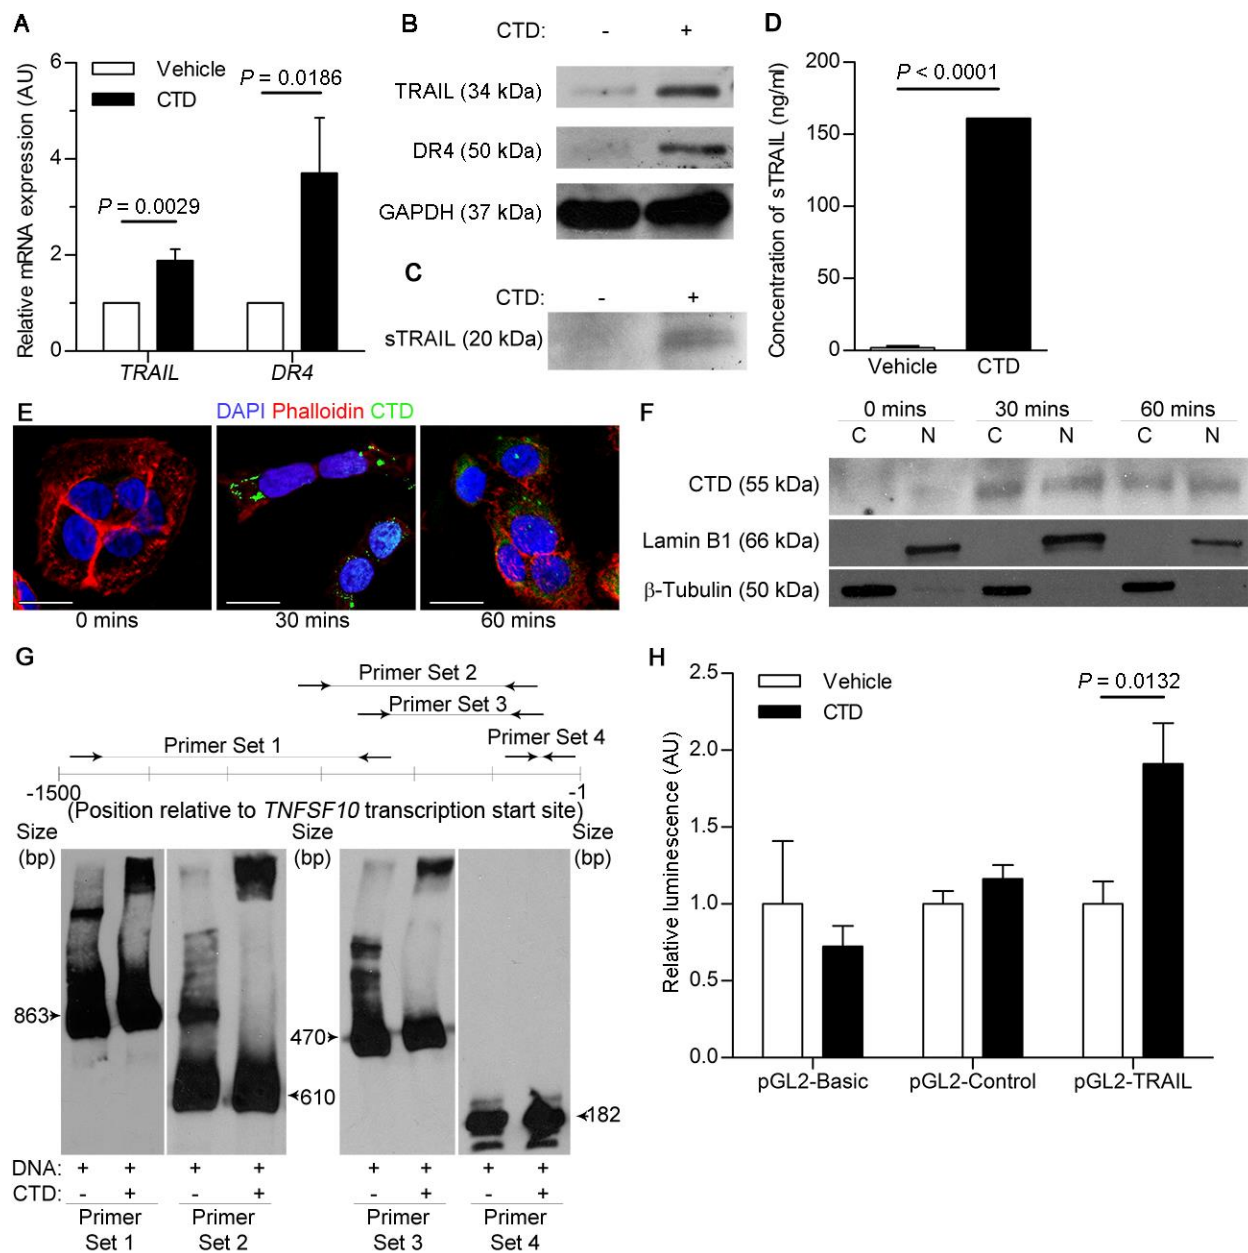 A
Relative mRNA expression (AU)
6
4
2
0
Vehicle
CTD
P = 0.0029
P = 0.0186
TRAIL DR4
B
CTD: - +
TRAIL (34 kDa)
DR4 (50 kDa)
GAPDH (37 kDa)
C
CTD: - +
sTRAIL (20 kDa)
D
Concentration of sTRAIL (ng/ml)
200
150
100
50
0
P < 0.0001
Vehicle CTD
E
DAPI Phalloidin CTD
0 mins 30 mins 60 mins
F
0 mins 30 mins 60 mins
C N C N C N
CTD (55 kDa)
Lamin B1 (66 kDa)
β-Tubulin (50 kDa)
G
Primer Set 2
Primer Set 3
Primer Set 1
Primer Set 4
-1500 -1
(Position relative to TNFSF10 transcription start site)
Size (bp)
Size (bp)
Size (bp)
863
610
470
182
DNA: + + + + + + + +
CTD: - + - + - + - +
Primer Set 1
Primer Set 2
Primer Set 3
Primer Set 4
H
Relative luminescence (AU)
2.5
2.0
1.5
1.0
0.5
0.0
Vehicle
CTD
P = 0.0132
pGL2-Basic pGL2-Control pGL2-TRAIL